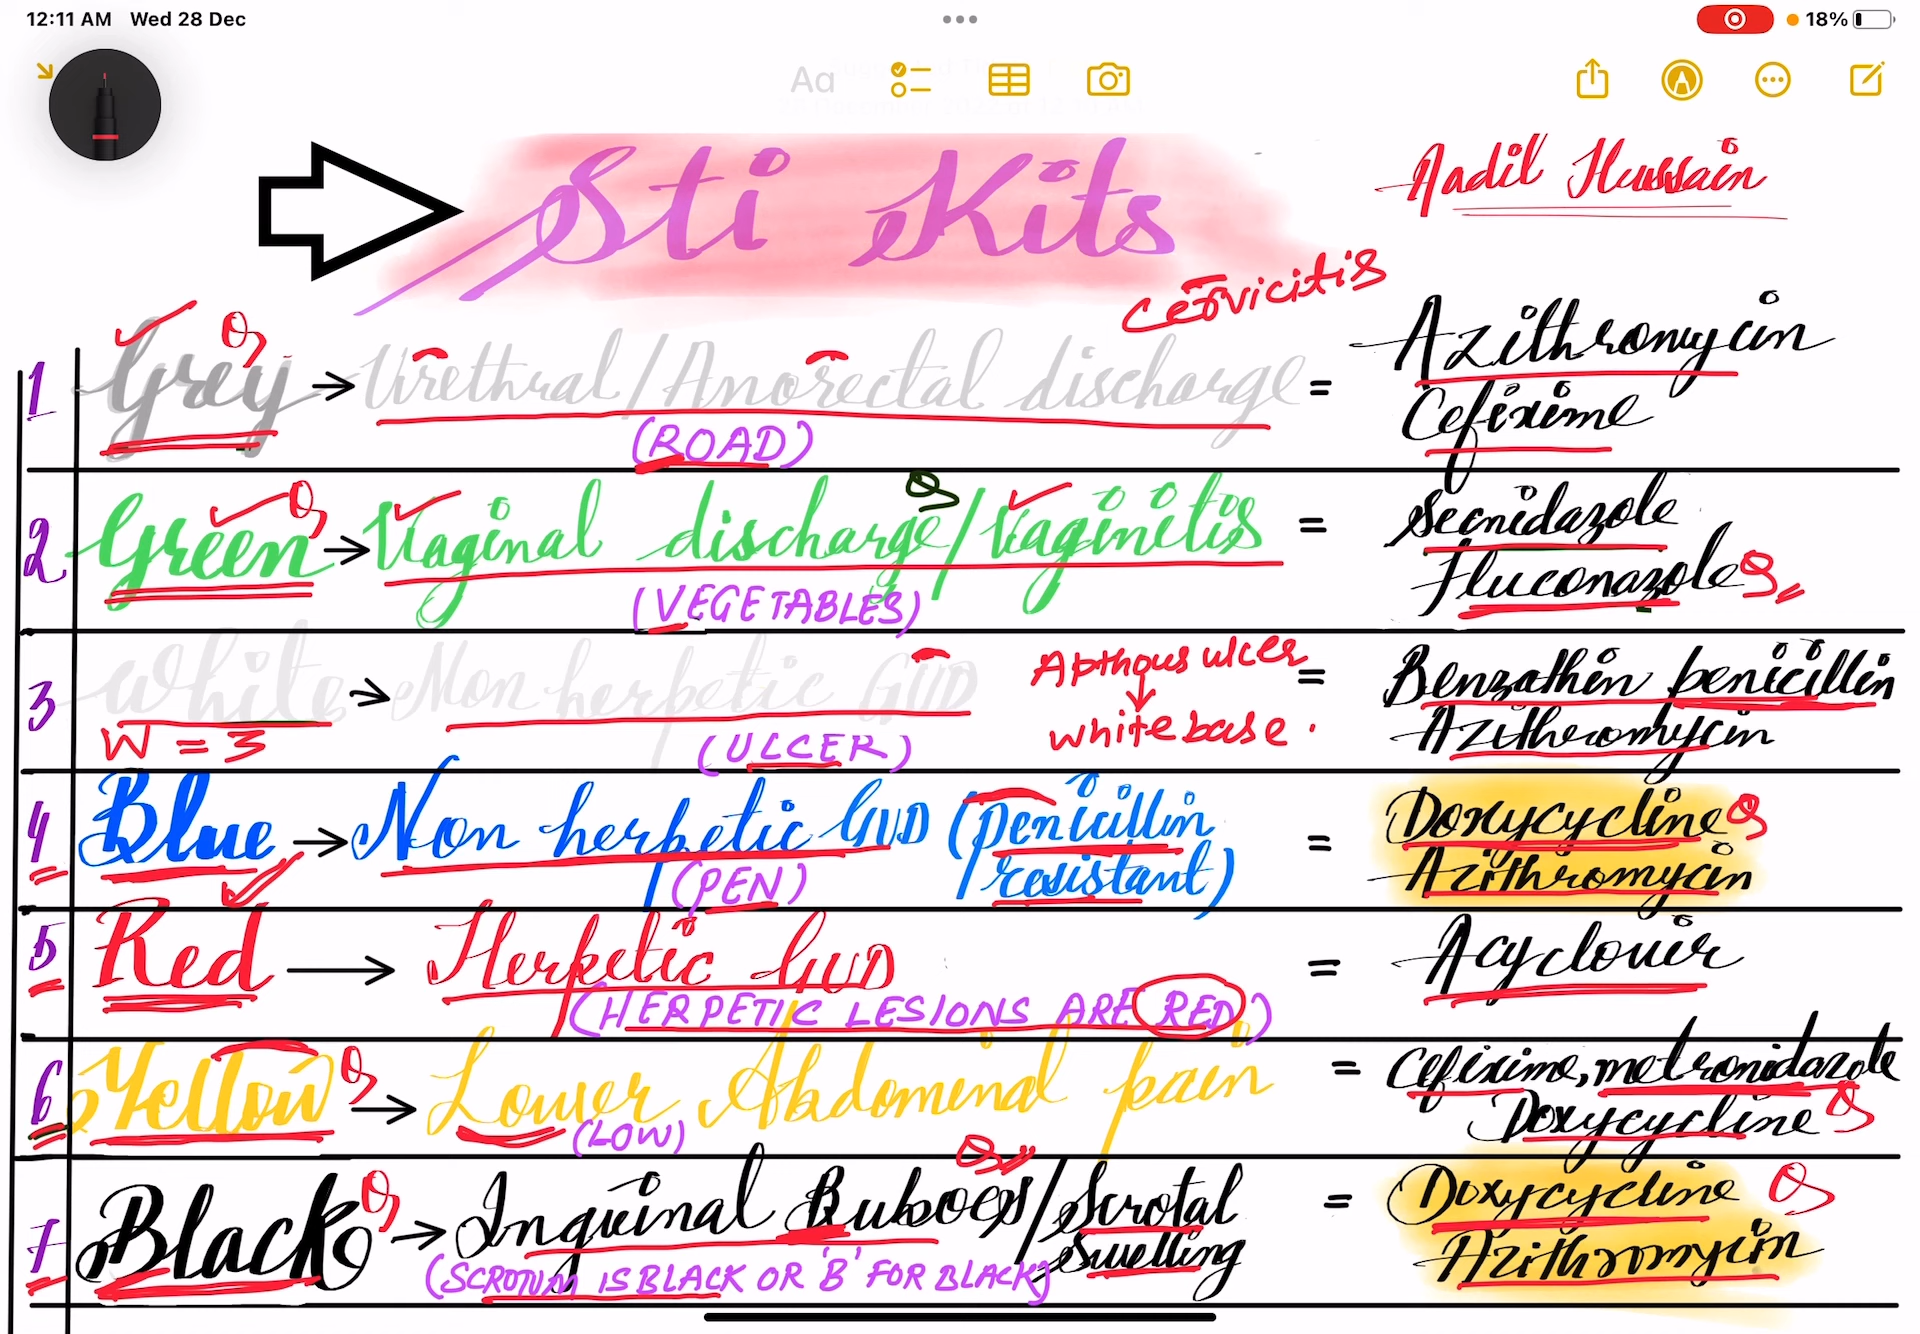 12:11 AM Wed 28 Dec
18%
Aa
Sti Kits
Aadil Hussain
Cervicitis
1 Grey → Urethral/Anorectal discharge = Azithromycin
Cefixime
(ROAD)
2 Green → Vaginal discharge/Vaginitis = Secnidazole
Fluconazole
(VEGETABLES)
3 White → Non herpetic GUD Apthous ulcer = Benzathin penicillin
white base. Azitheromycin
W = 3 (ULCER)
4 Blue → Non herpetic GUD (penicillin = Doxycycline
resistant) Azithromycin
(PEN)
5 Red → Herpetic GUD = Acyclovir
(HERPETIC LESIONS ARE RED)
6 Yellow → Lower Abdomenal pain = Cefixime, metronidazole
Doxycycline
(LOW)
7 Black → Inguinal Buboes/Scrotal = Doxycycline
swelling Azithromycin
(SCROTUM IS BLACK OR 'B' FOR BLACK)